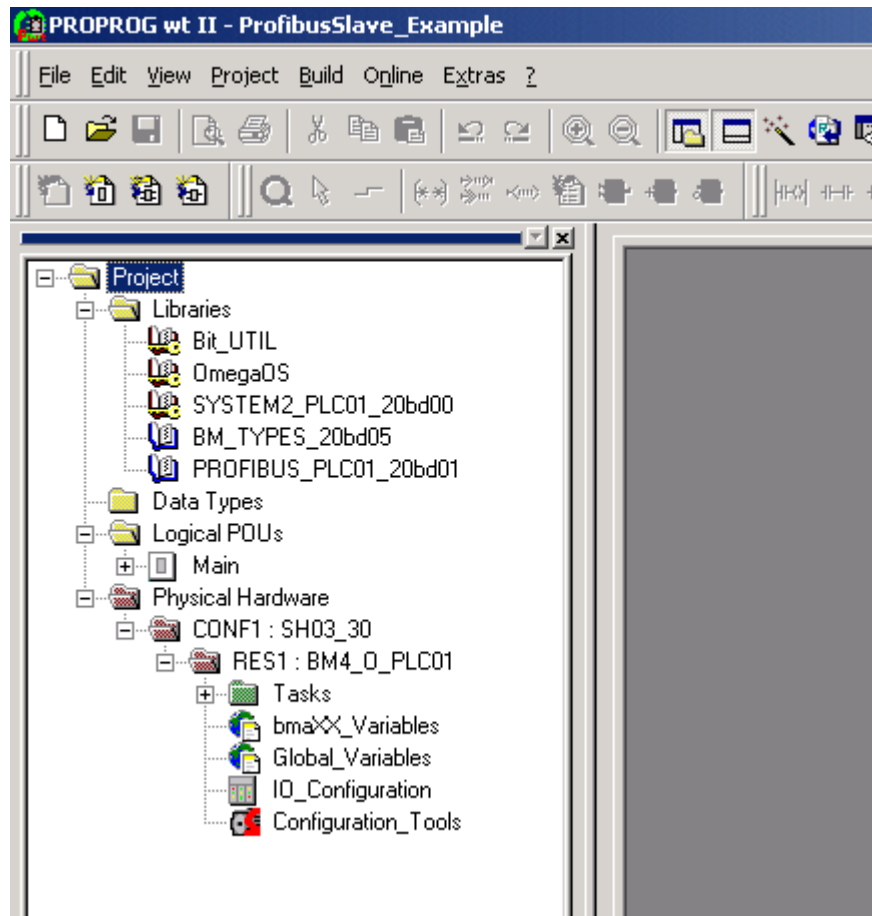 PROPROG wt II - ProfibusSlave_Example
File Edit View Project Build Online Extras ?
Project
Libraries
Bit_UTIL
OmegaOS
SYSTEM2_PLC01_20bd00
BM_TYPES_20bd05
PROFIBUS_PLC01_20bd01
Data Types
Logical POUs
Main
Physical Hardware
CONF1 : SH03_30
RES1 : BM4_O_PLC01
Tasks
bmaXX_Variables
Global_Variables
IO_Configuration
Configuration_Tools